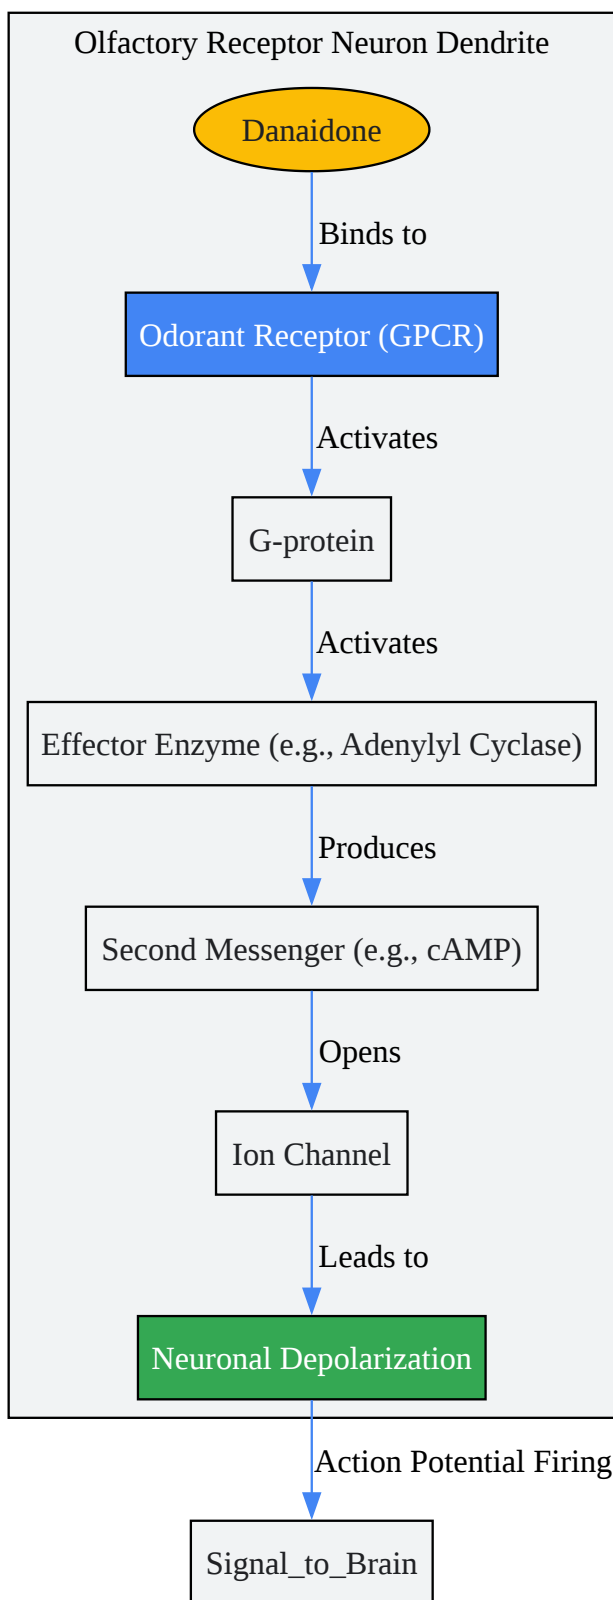 Olfactory Receptor Neuron Dendrite
Danaidone
Binds to
Odorant Receptor (GPCR)
Activates
G-protein
Activates
Effector Enzyme (e.g., Adenylyl Cyclase)
Produces
Second Messenger (e.g., cAMP)
Opens
Ion Channel
Leads to
Neuronal Depolarization
Action Potential Firing
Signal_to_Brain